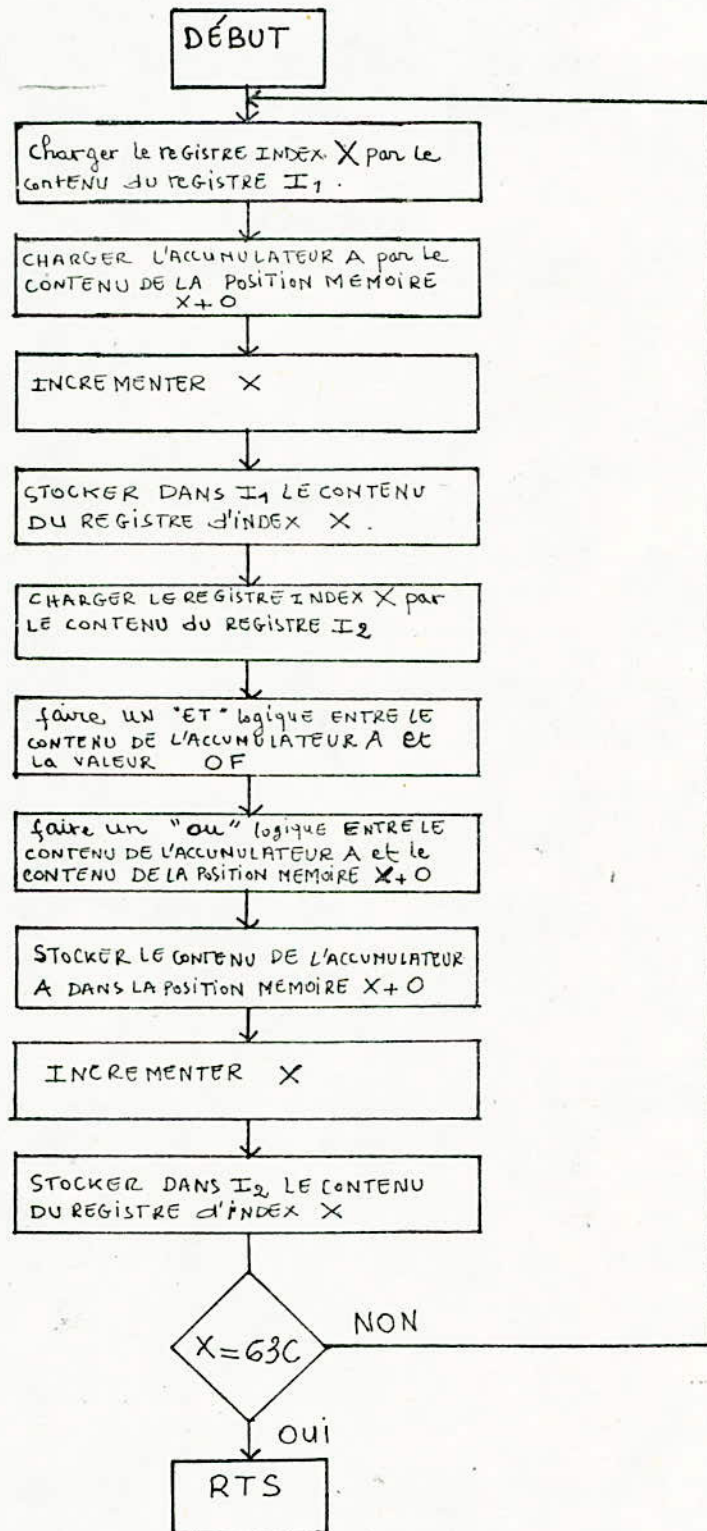 DÉBUT
Charger le REGISTRE INDEX X par le
contENU du REGISTRE I1.
CHARGER L'ACCUMULATEUR A par le
CONTENU DE LA POSITION MEMOIRE
X+0
INCREMENTER X
STOCKER DANS I1 LE CONTENU
DU REGISTRE d'INDEX X.
CHARGER LE REGISTRE INDEX X par
LE CONTENU du REGISTRE I2
faire UN "ET" logique ENTRE LE
CONTENU DE L'ACCUMULATEUR A et
la VALEUR OF
faire un "ou" logique ENTRE LE
CONTENU DE L'ACCUMULATEUR A et le
CONTENU DE LA POSITION MEMOIRE X+0
STOCKER LE CONTENU DE L'ACCUMULATEUR
A DANS LA POSITION MEMOIRE X+0
INCREMENTER X
STOCKER DANS I2 LE CONTENU
DU REGISTRE d'INDEX X
X=63C
NON
OUI
RTS